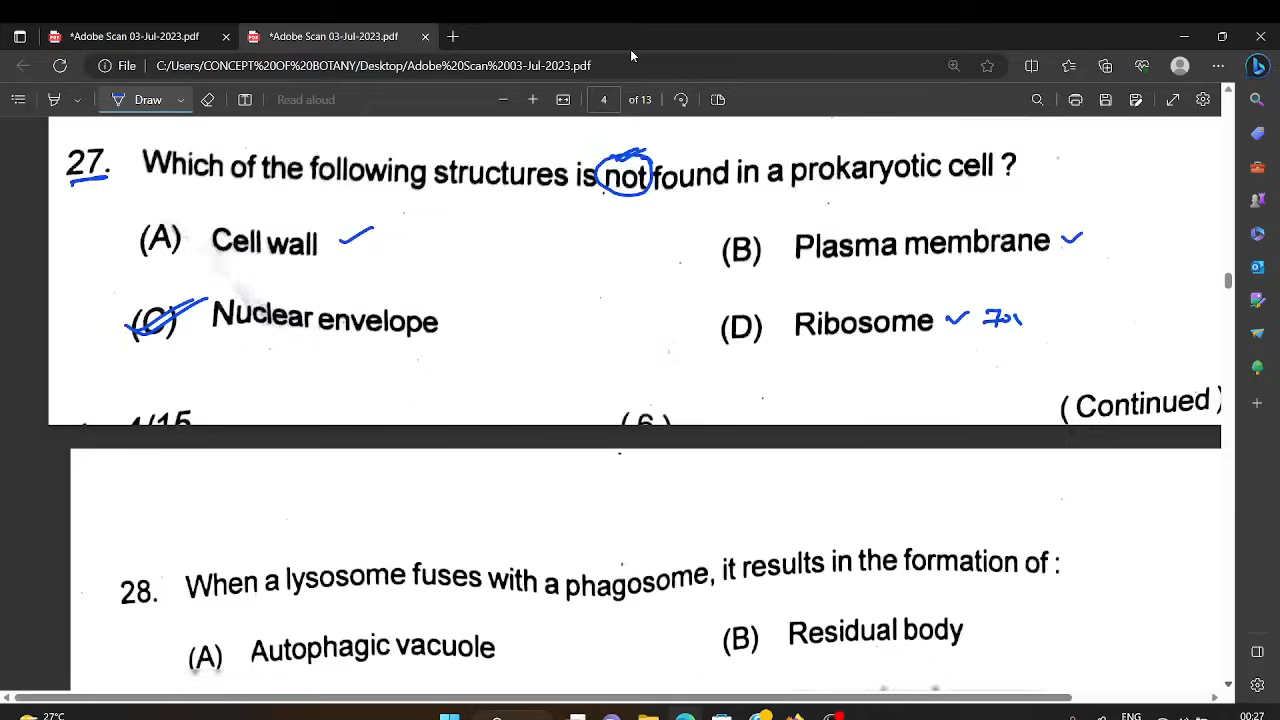 *Adobe Scan 03-Jul-2023.pdf
*Adobe Scan 03-Jul-2023.pdf
File C:/Users/CONCEPT%20OF%20BOTANY/Desktop/Adobe%20Scan%2003-Jul-2023.pdf
Draw Read aloud 4 of 13
27. Which of the following structures is not found in a prokaryotic cell ?
(A) Cell wall (B) Plasma membrane
(C) Nuclear envelope (D) Ribosome
4/15 ( 6 ) ( Continued )
28. When a lysosome fuses with a phagosome, it results in the formation of :
(A) Autophagic vacuole (B) Residual body
27°C ENG 00:27